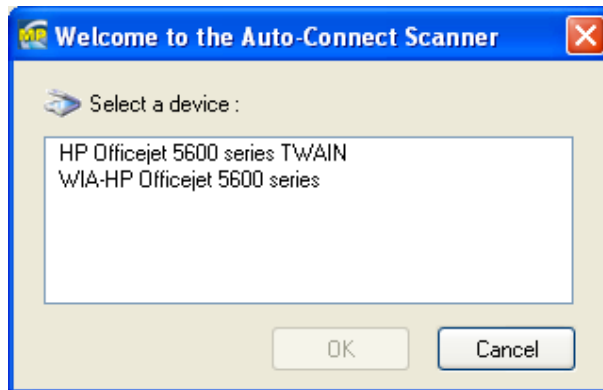 MP Welcome to the Auto-Connect Scanner
Select a device :
HP Officejet 5600 series TWAIN
WIA-HP Officejet 5600 series
OK Cancel